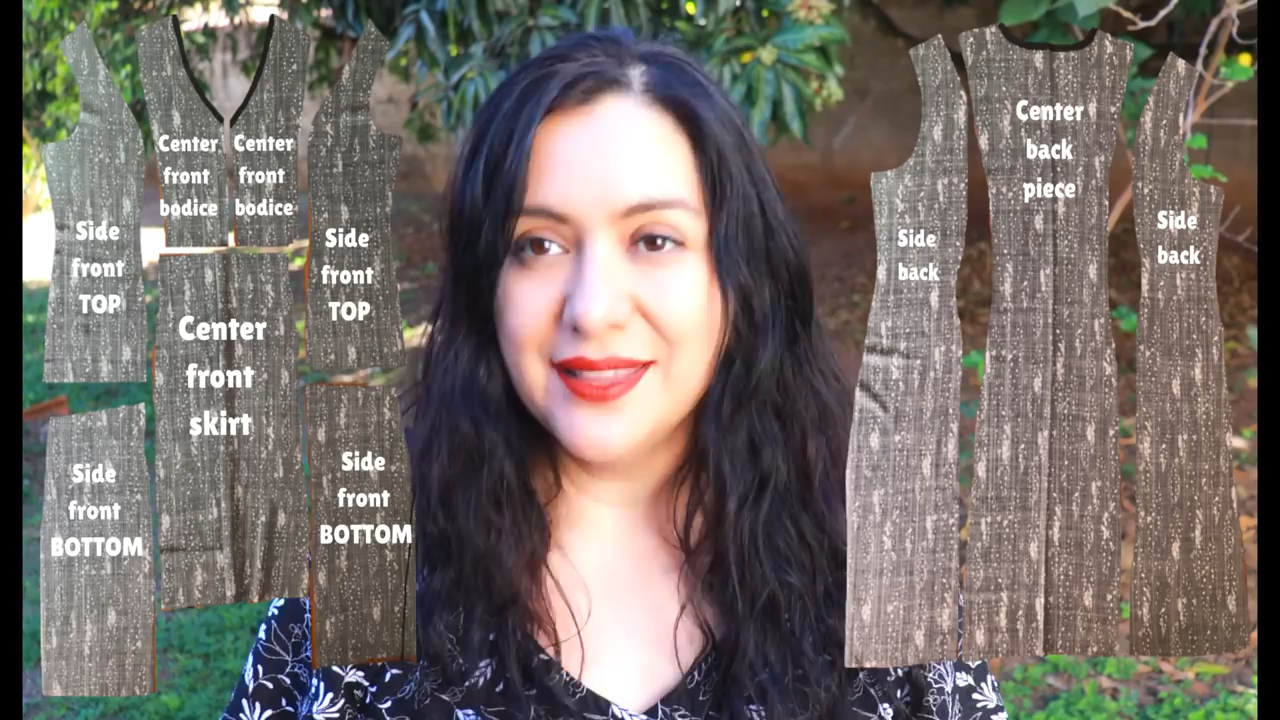 Center
front
bodice
Center
front
bodice
Side
front
TOP
Side
front
TOP
Center
front
skirt
Side
front
BOTTOM
Side
front
BOTTOM
Side
back
Center
back
piece
Side
back